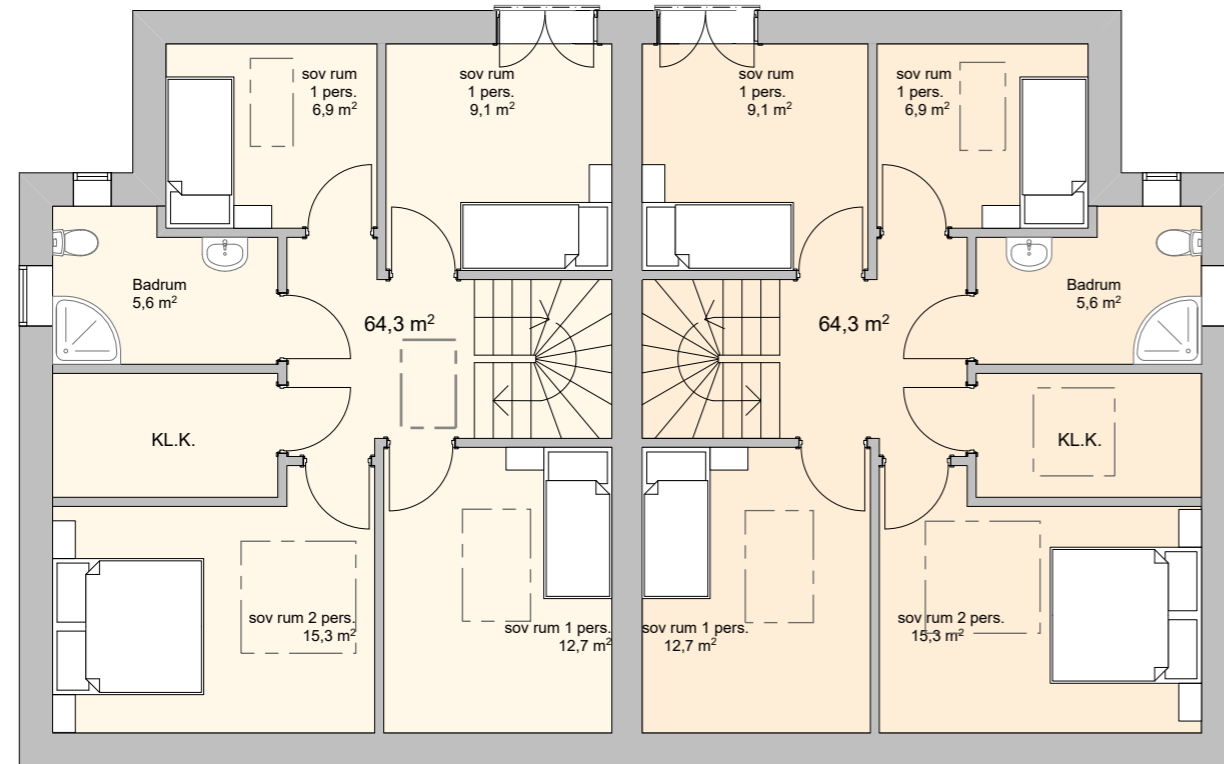 sov rum
1 pers.
6,9 m²
sov rum
1 pers.
9,1 m²
sov rum
1 pers.
9,1 m²
sov rum
1 pers.
6,9 m²
Badrum
5,6 m²
64,3 m²
64,3 m²
Badrum
5,6 m²
KL.K.
KL.K.
sov rum 2 pers.
15,3 m²
sov rum 1 pers.
12,7 m²
sov rum 1 pers.
12,7 m²
sov rum 2 pers.
15,3 m²